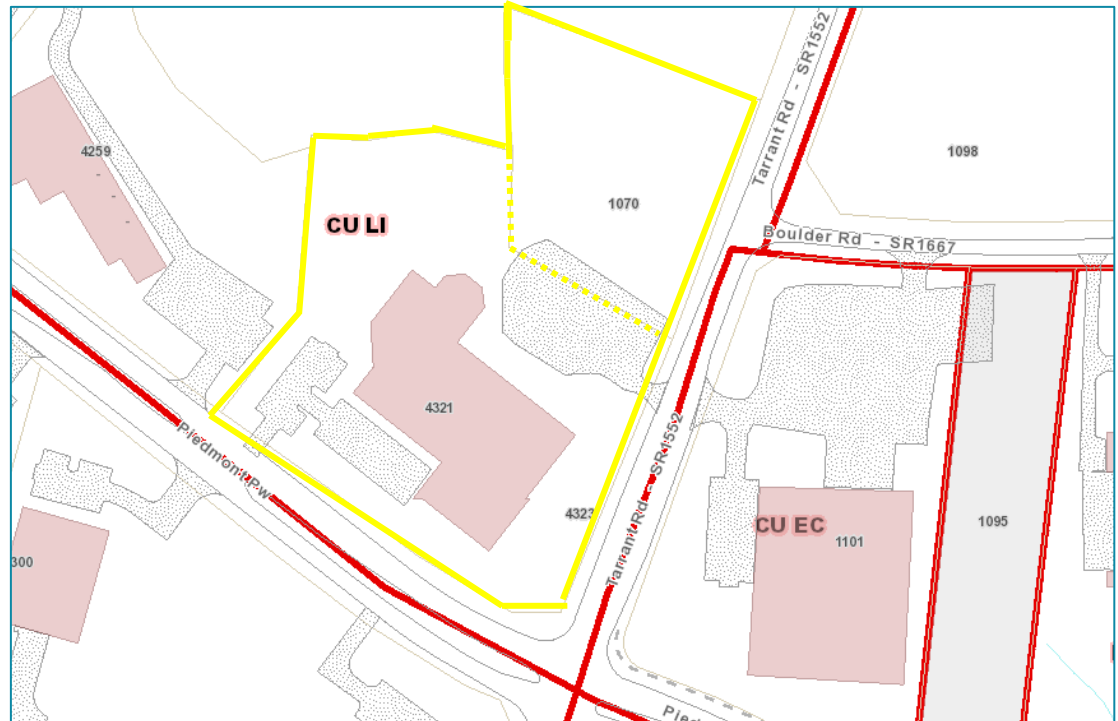 Tarrant Rd - SR1552
4259
1098
1070
CU LI
Boulder Rd - SR1667
4321
Piedmont Pw
4323
Tarrant Rd - SR1552
CU EC
1095
1101
300
Pied